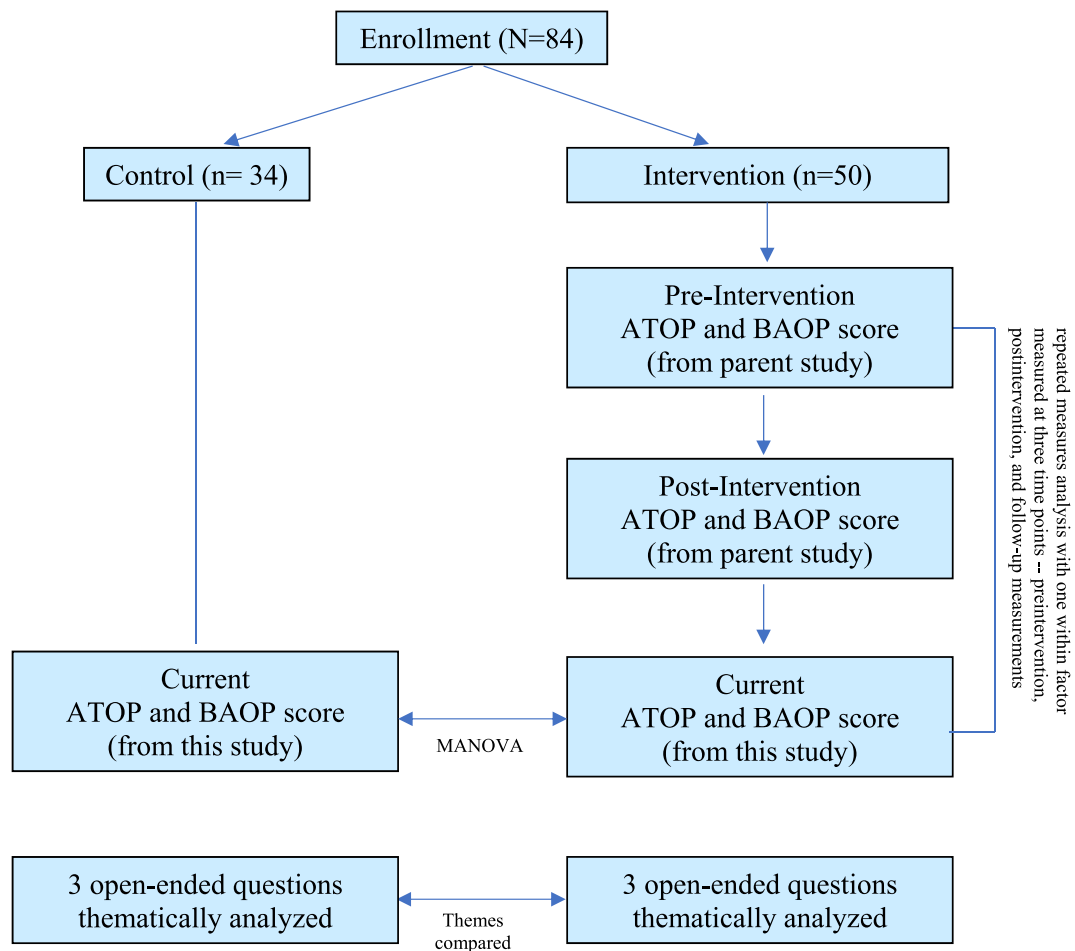 Enrollment (N=84)
Control (n= 34)
Intervention (n=50)
Pre-Intervention
ATOP and BAOP score
(from parent study)
Post-Intervention
ATOP and BAOP score
(from parent study)
repeated measures analysis with one within factor
measured at three time points -- preintervention,
postintervention, and follow-up measurements
Current
ATOP and BAOP score
(from this study)
MANOVA
Current
ATOP and BAOP score
(from this study)
3 open-ended questions
thematically analyzed
Themes
compared
3 open-ended questions
thematically analyzed